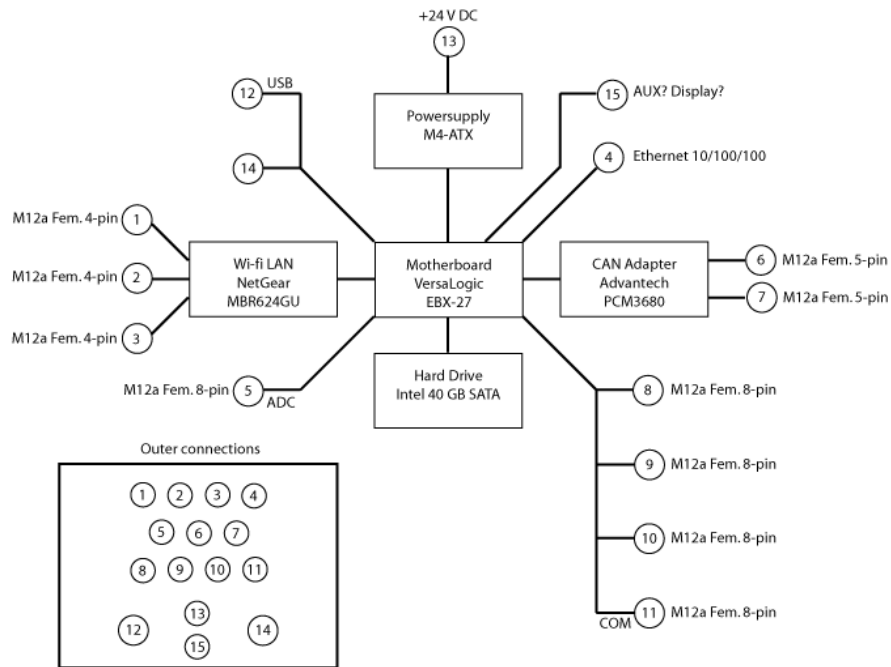 +24 V DC
13
12
USB
15
AUX? Display?
Powersupply
M4-ATX
14
4
Ethernet 10/100/100
M12a Fem. 4-pin
1
M12a Fem. 4-pin
2
M12a Fem. 4-pin
3
Wi-fi LAN
NetGear
MBR624GU
Motherboard
VersaLogic
EBX-27
CAN Adapter
Advantech
PCM3680
6
M12a Fem. 5-pin
7
M12a Fem. 5-pin
M12a Fem. 8-pin
5
ADC
Hard Drive
Intel 40 GB SATA
8
M12a Fem. 8-pin
9
M12a Fem. 8-pin
10
M12a Fem. 8-pin
COM
11
M12a Fem. 8-pin
Outer connections
1 2 3 4
5 6 7
8 9 10 11
13
12 14
15